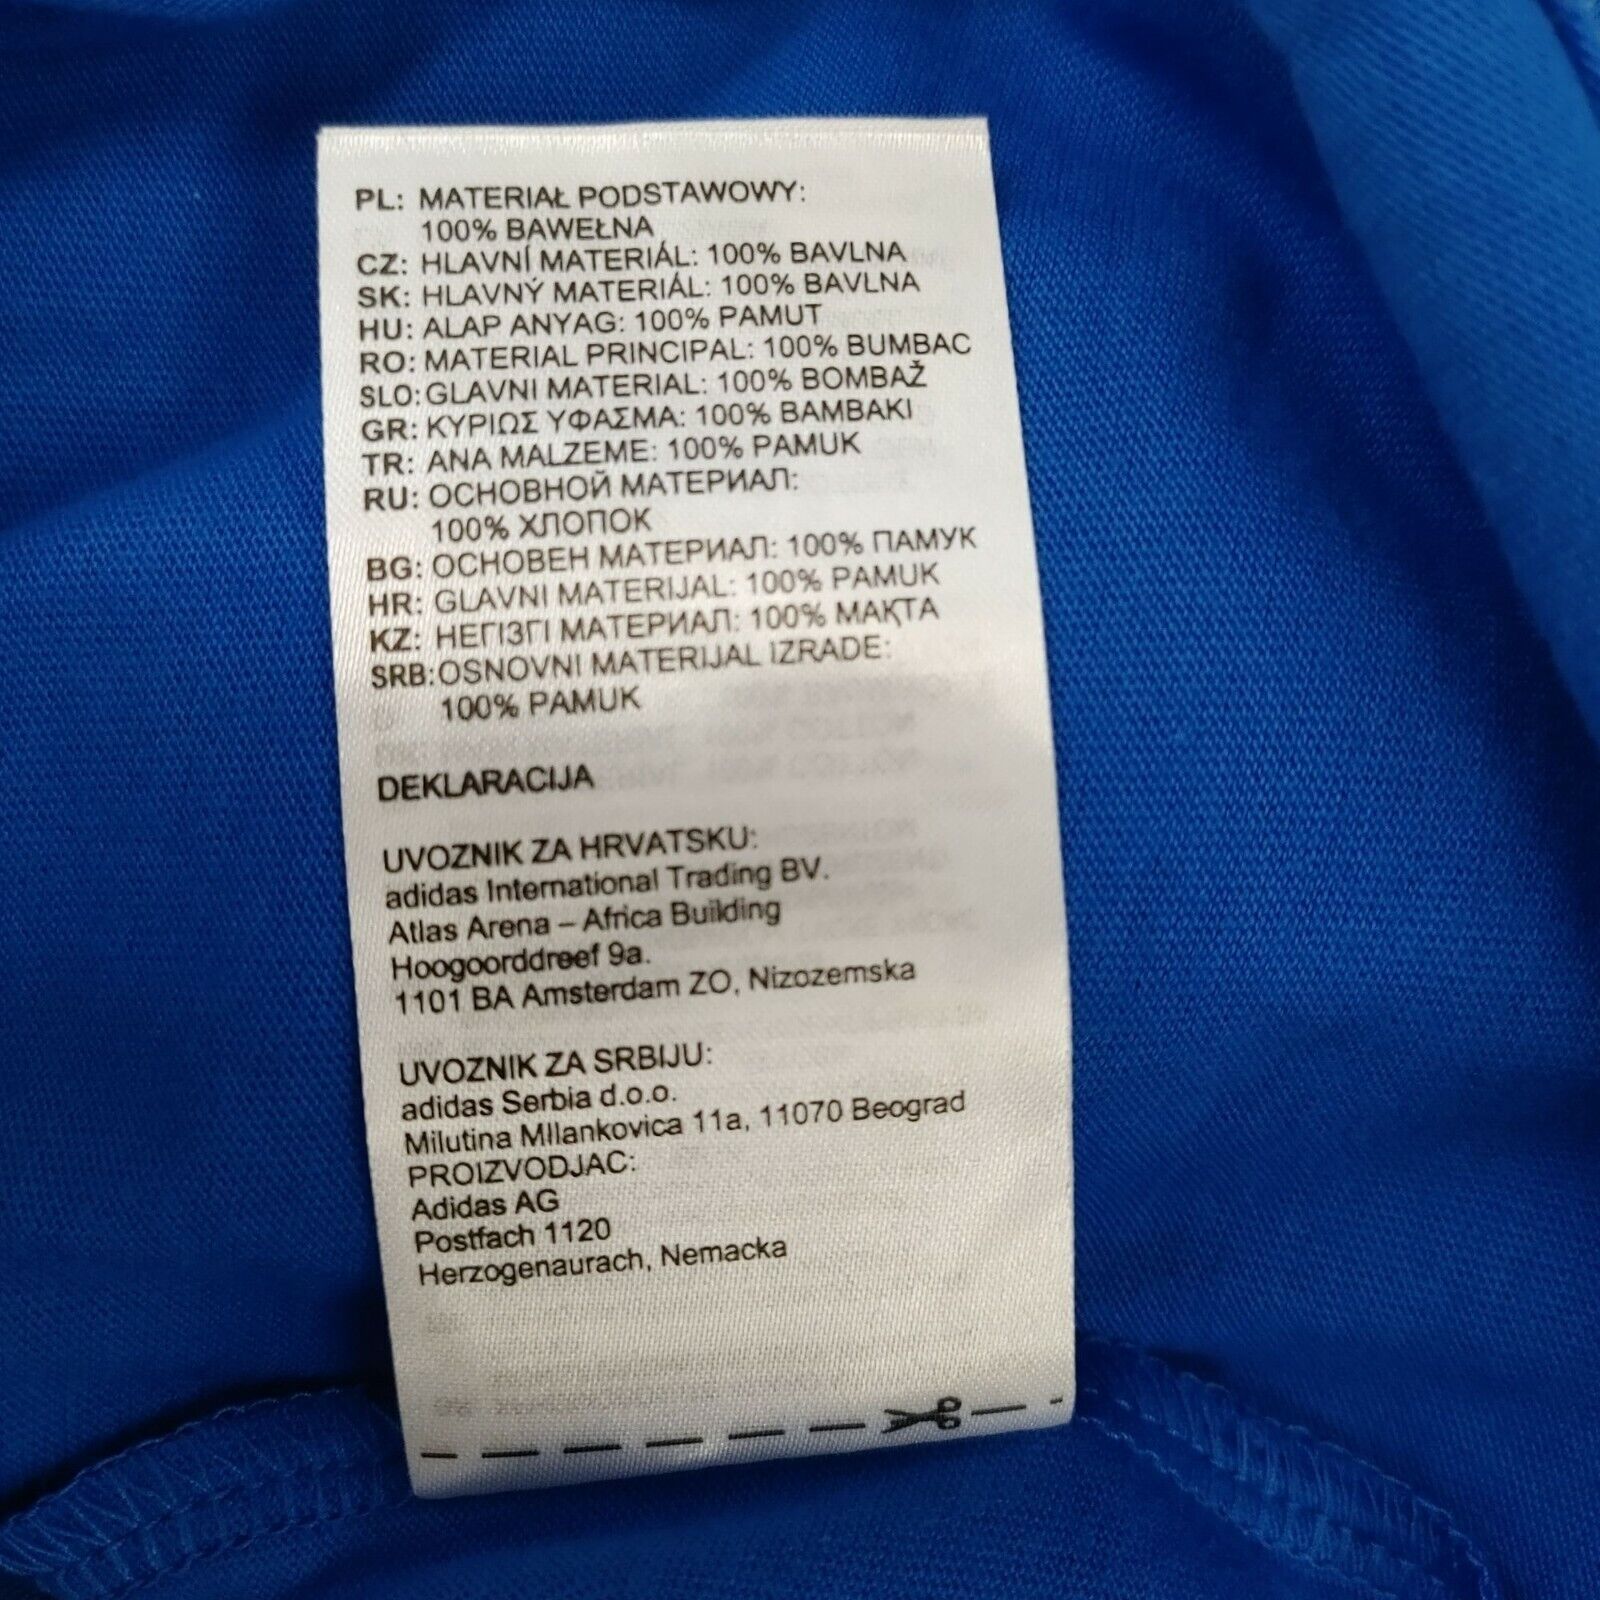 PL: MATERIAŁ PODSTAWOWY:
100% BAWEŁNA
CZ: HLAVNÍ MATERIÁL: 100% BAVLNA
SK: HLAVNÝ MATERIÁL: 100% BAVLNA
HU: ALAP ANYAG: 100% PAMUT
RO: MATERIAL PRINCIPAL: 100% BUMBAC
SLO: GLAVNI MATERIAL: 100% BOMBAŽ
GR: ΚΥΡΙΩΣ ΥΦΑΣΜΑ: 100% ΒΑΜΒΑΚΙ
TR: ANA MALZEME: 100% PAMUK
RU: ОСНОВНОЙ МАТЕРИАЛ:
100% ХЛОПОК
BG: ОСНОВЕН МАТЕРИАЛ: 100% ПАМУК
HR: GLAVNI MATERIJAL: 100% PAMUK
KZ: НЕГІЗГІ МАТЕРИАЛ: 100% МАҚТА
SRB: OSNOVNI MATERIJAL IZRADE:
100% PAMUK
DEKLARACIJA
UVOZNIK ZA HRVATSKU:
adidas International Trading BV.
Atlas Arena – Africa Building
Hoogoorddreef 9a.
1101 BA Amsterdam ZO, Nizozemska
UVOZNIK ZA SRBIJU:
adidas Serbia d.o.o.
Milutina MIlankovica 11a, 11070 Beograd
PROIZVODJAC:
Adidas AG
Postfach 1120
Herzogenaurach, Nemacka